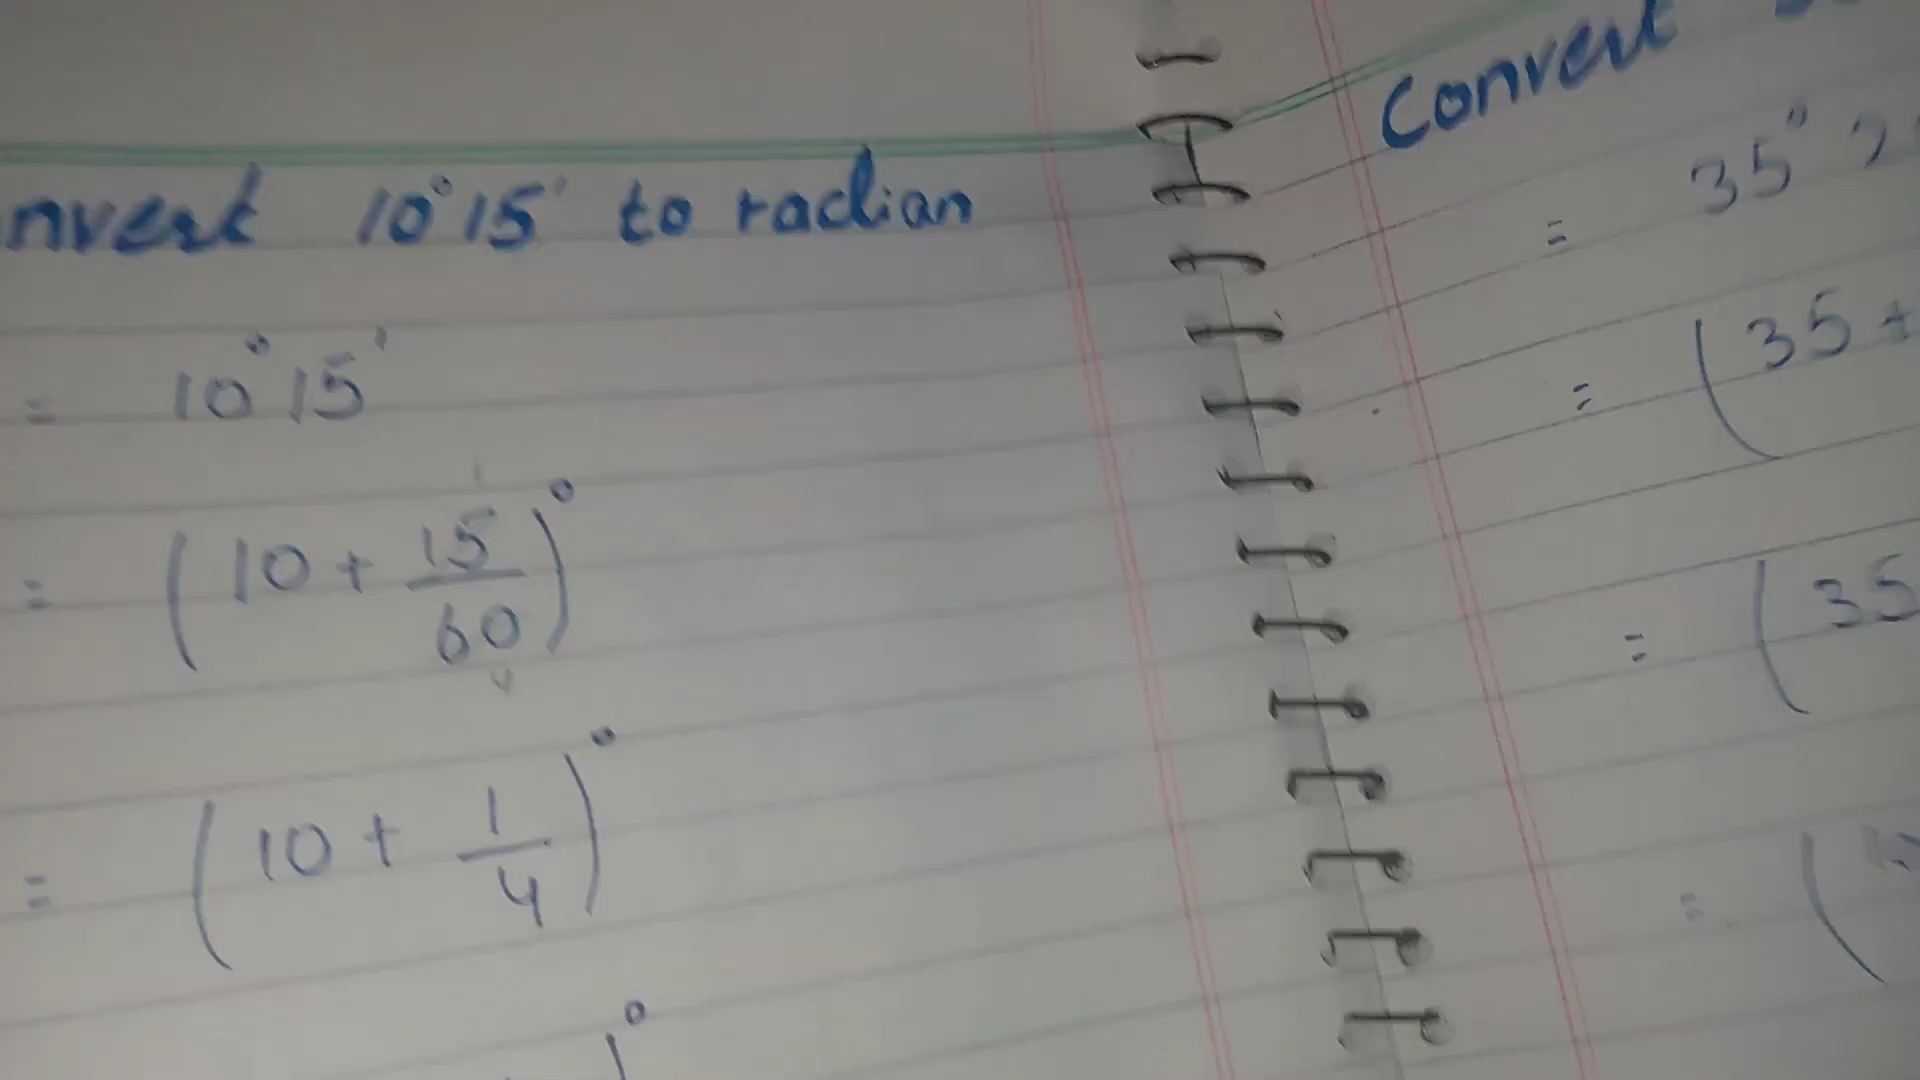 nvert 10°15' to radian
= 10°15'
= (10 + 15/60)°
= (10 + 1/4)°
Convert
= 35°
= (35 +
= (35
= (